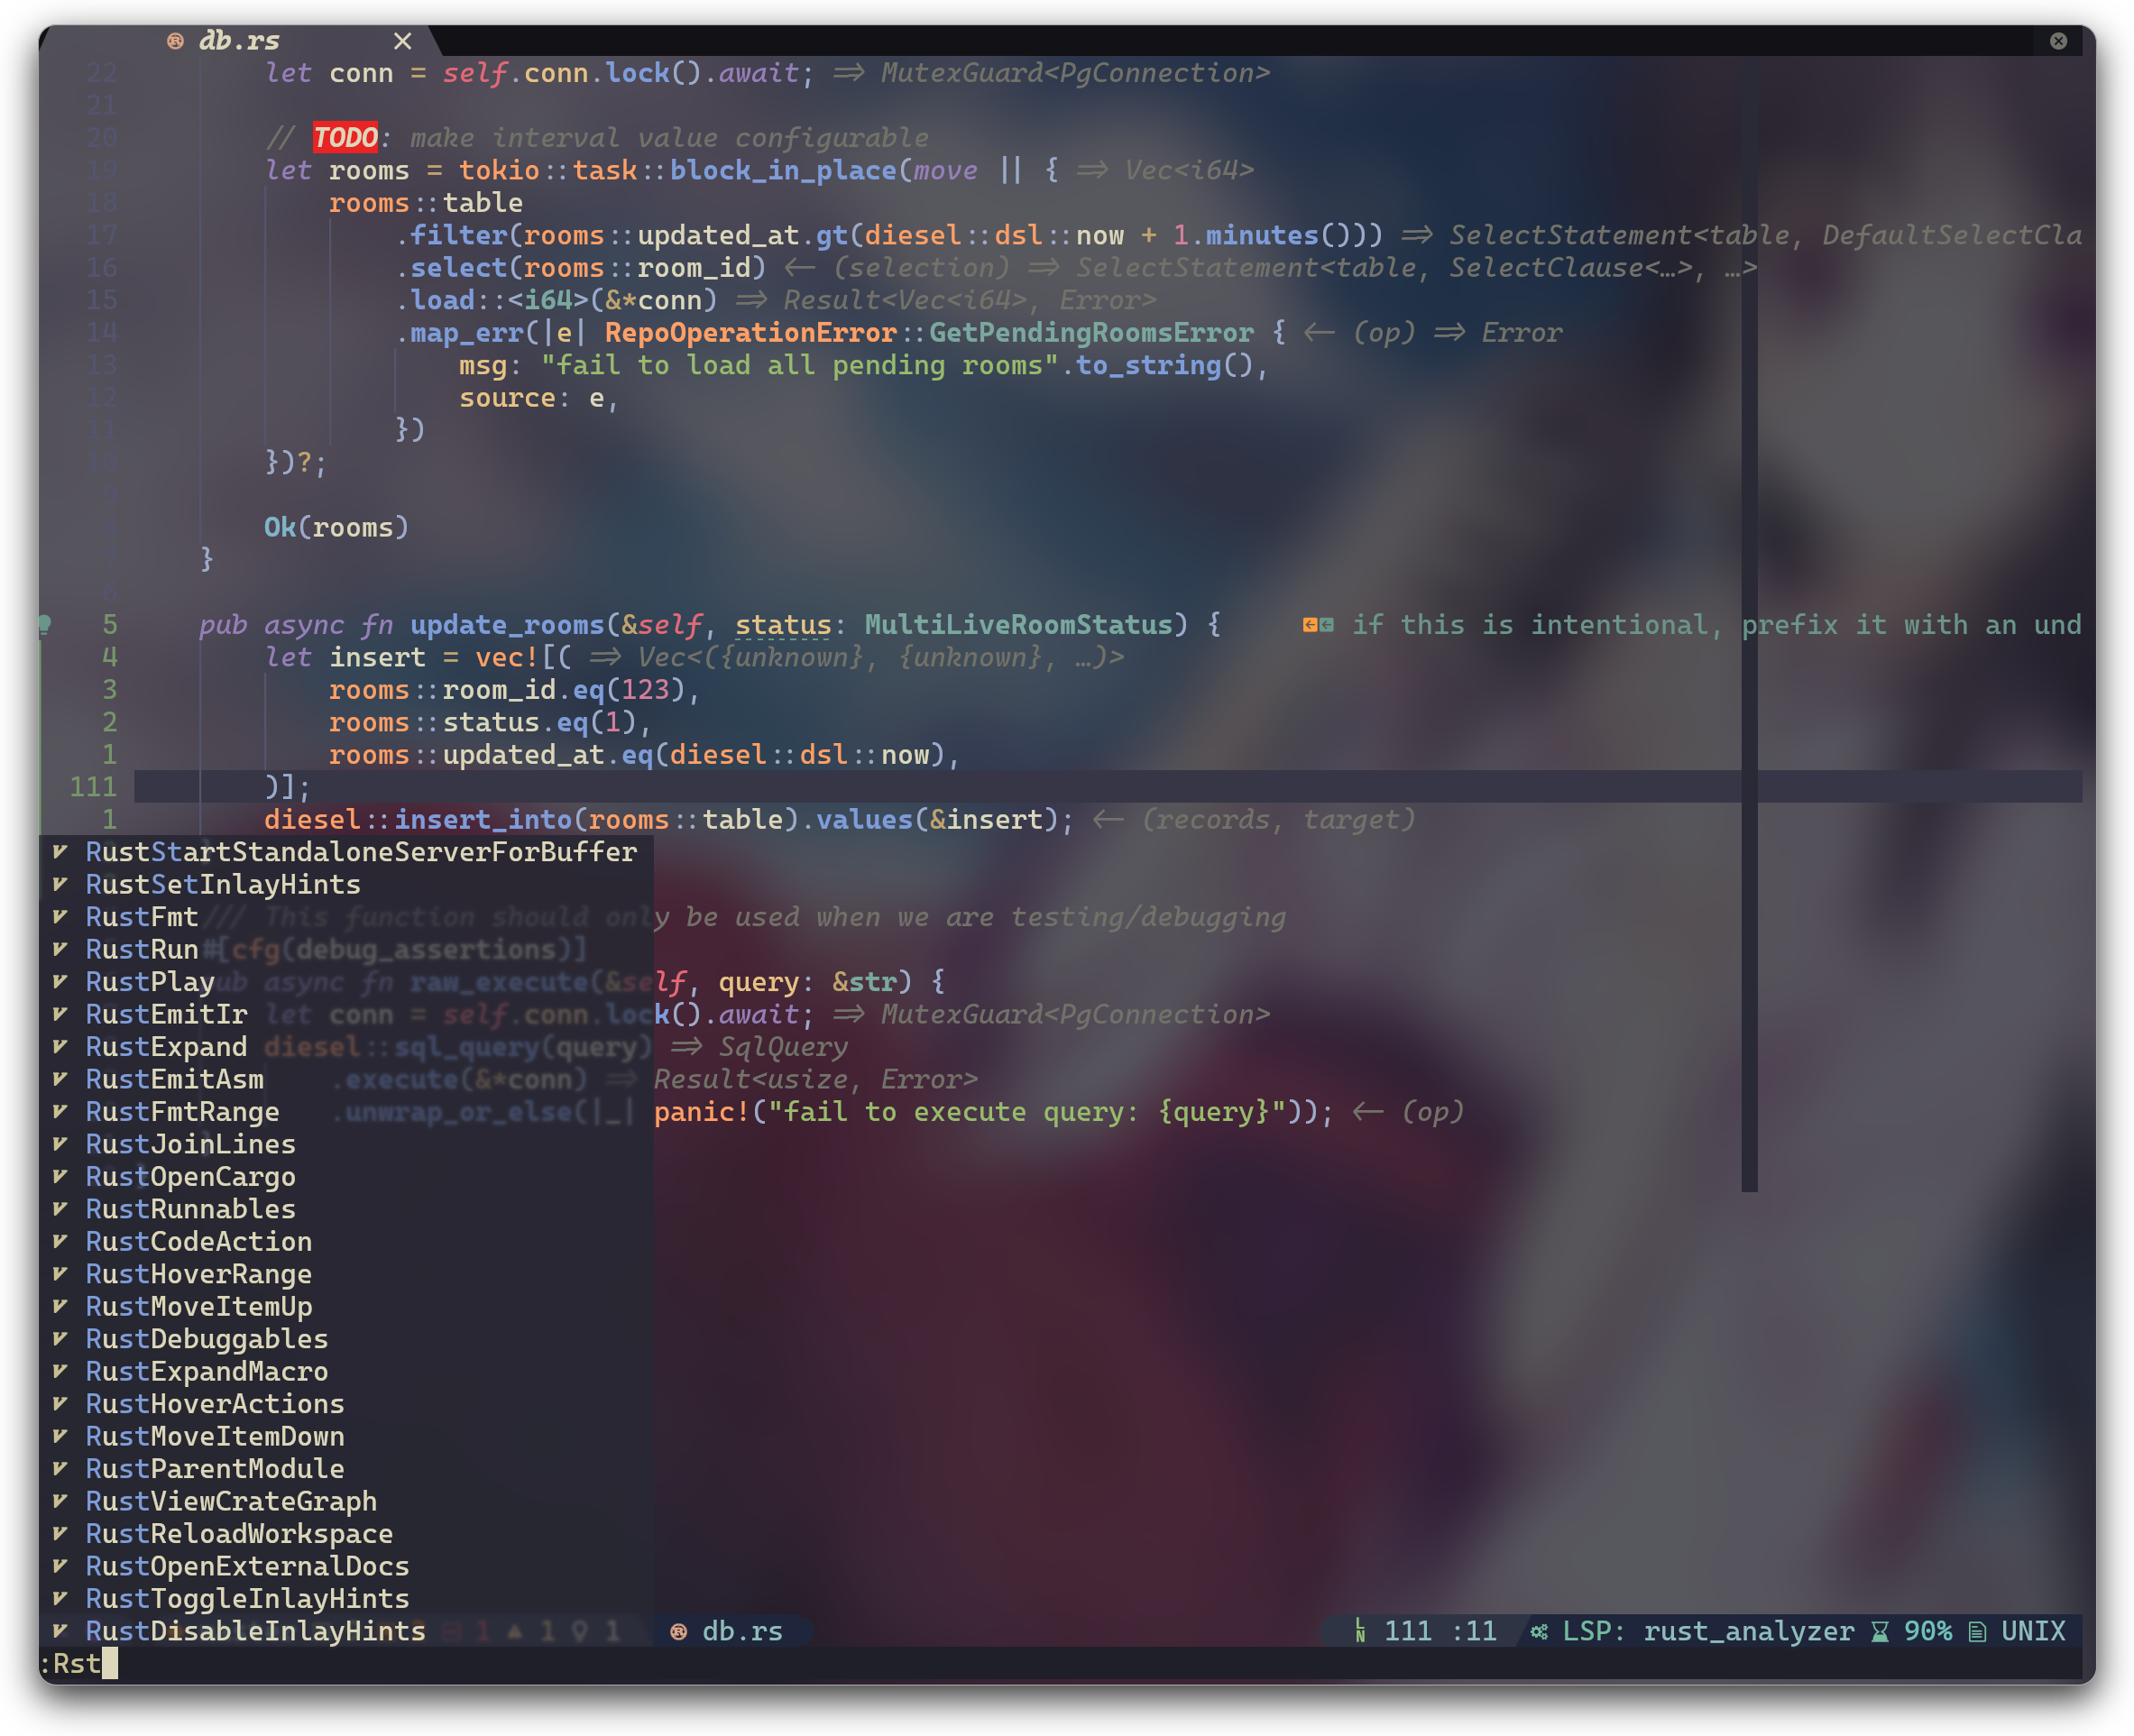 db.rs
22 let conn = self.conn.lock().await; => MutexGuard<PgConnection>
21
20 // TODO: make interval value configurable
19 let rooms = tokio::task::block_in_place(move || { => Vec<i64>
18 rooms::table
17 .filter(rooms::updated_at.gt(diesel::dsl::now + 1.minutes())) => SelectStatement<table, DefaultSelectCla
16 .select(rooms::room_id) <- (selection) => SelectStatement<table, SelectClause<…>, …>
15 .load::<i64>(&*conn) => Result<Vec<i64>, Error>
14 .map_err(|e| RepoOperationError::GetPendingRoomsError { <- (op) => Error
13 msg: "fail to load all pending rooms".to_string(),
12 source: e,
11 })
10 })?;
9
8 Ok(rooms)
7 }
6
5 pub async fn update_rooms(&self, status: MultiLiveRoomStatus) { if this is intentional, prefix it with an und
4 let insert = vec![( => Vec<({unknown}, {unknown}, …)>
3 rooms::room_id.eq(123),
2 rooms::status.eq(1),
1 rooms::updated_at.eq(diesel::dsl::now),
111 )];
1 diesel::insert_into(rooms::table).values(&insert); <- (records, target)
RustStartStandaloneServerForBuffer
RustSetInlayHints
RustFmt /// This function should only be used when we are testing/debugging
RustRun #[cfg(debug_assertions)]
RustPlay pub async fn raw_execute(&self, query: &str) {
RustEmitIr let conn = self.conn.lock().await; => MutexGuard<PgConnection>
RustExpand diesel::sql_query(query) => SqlQuery
RustEmitAsm .execute(&*conn) => Result<usize, Error>
RustFmtRange .unwrap_or_else(|_| panic!("fail to execute query: {query}")); <- (op)
RustJoinLines
RustOpenCargo
RustRunnables
RustCodeAction
RustHoverRange
RustMoveItemUp
RustDebuggables
RustExpandMacro
RustHoverActions
RustMoveItemDown
RustParentModule
RustViewCrateGraph
RustReloadWorkspace
RustOpenExternalDocs
RustToggleInlayHints
RustDisableInlayHints 1 1 1 db.rs LN 111 :11 LSP: rust_analyzer 90% UNIX
:Rst